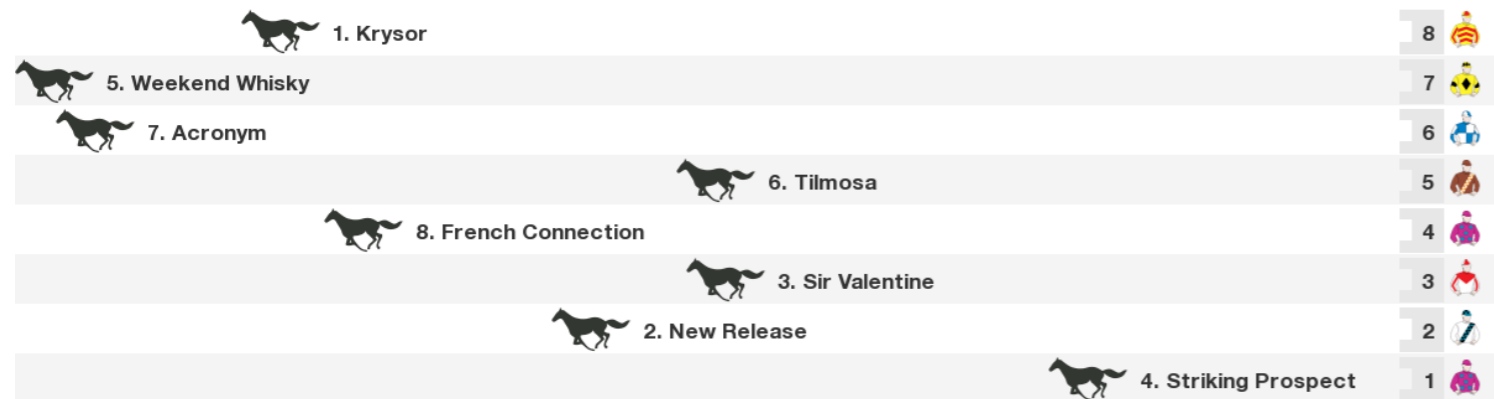 1. Krysor 8
5. Weekend Whisky 7
7. Acronym 6
6. Tilmosa 5
8. French Connection 4
3. Sir Valentine 3
2. New Release 2
4. Striking Prospect 1